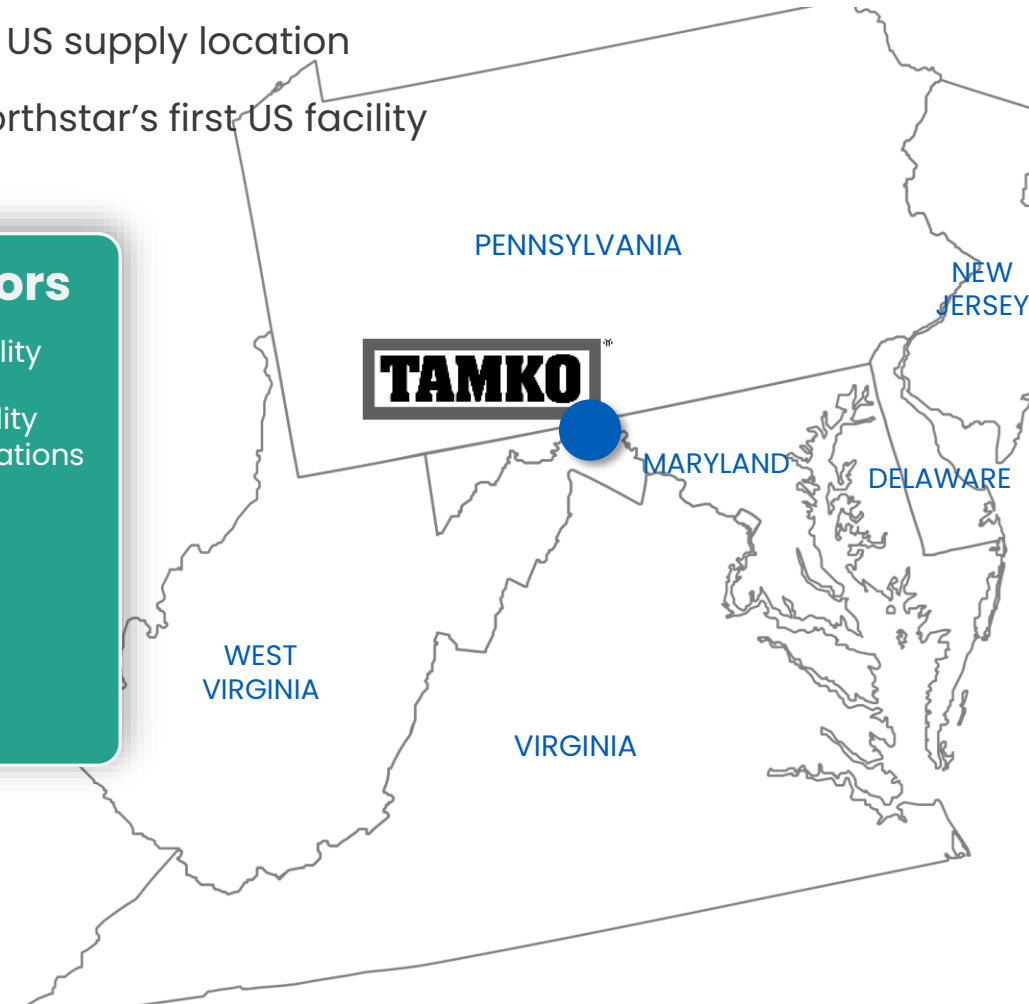 US supply location
orthstar’s first US facility
ors
lity
lity
ations
PENNSYLVANIA
NEW
JERSEY
TAMKO
MARYLAND
DELAWARE
WEST
VIRGINIA
VIRGINIA